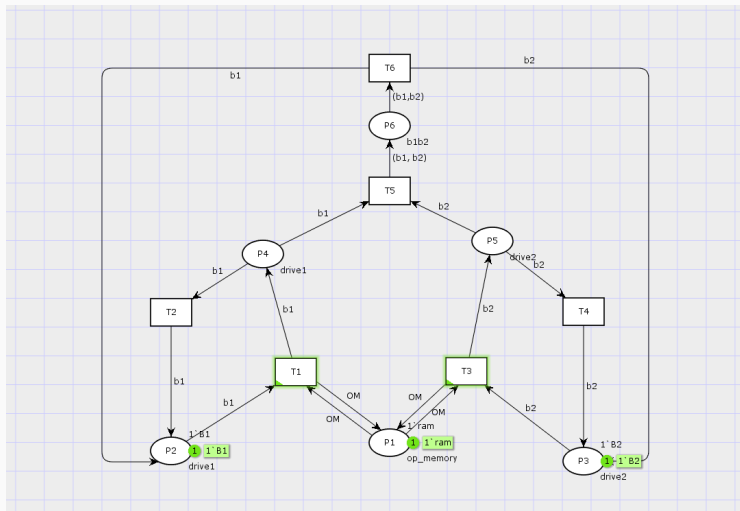 T6
b1
b2
(b1,b2)
P6
b1b2
(b1, b2)
T5
b1
b2
P4
drive1
P5
drive2
b2
b1
T2
b1
b2
T4
b1
T1
OM
OM
T3
OM
OM
b2
b1
b2
1`B1
P2
1 1`B1
drive1
1`ram
P1
1 1`ram
op_memory
1`B2
P3
1 1`B2
drive2